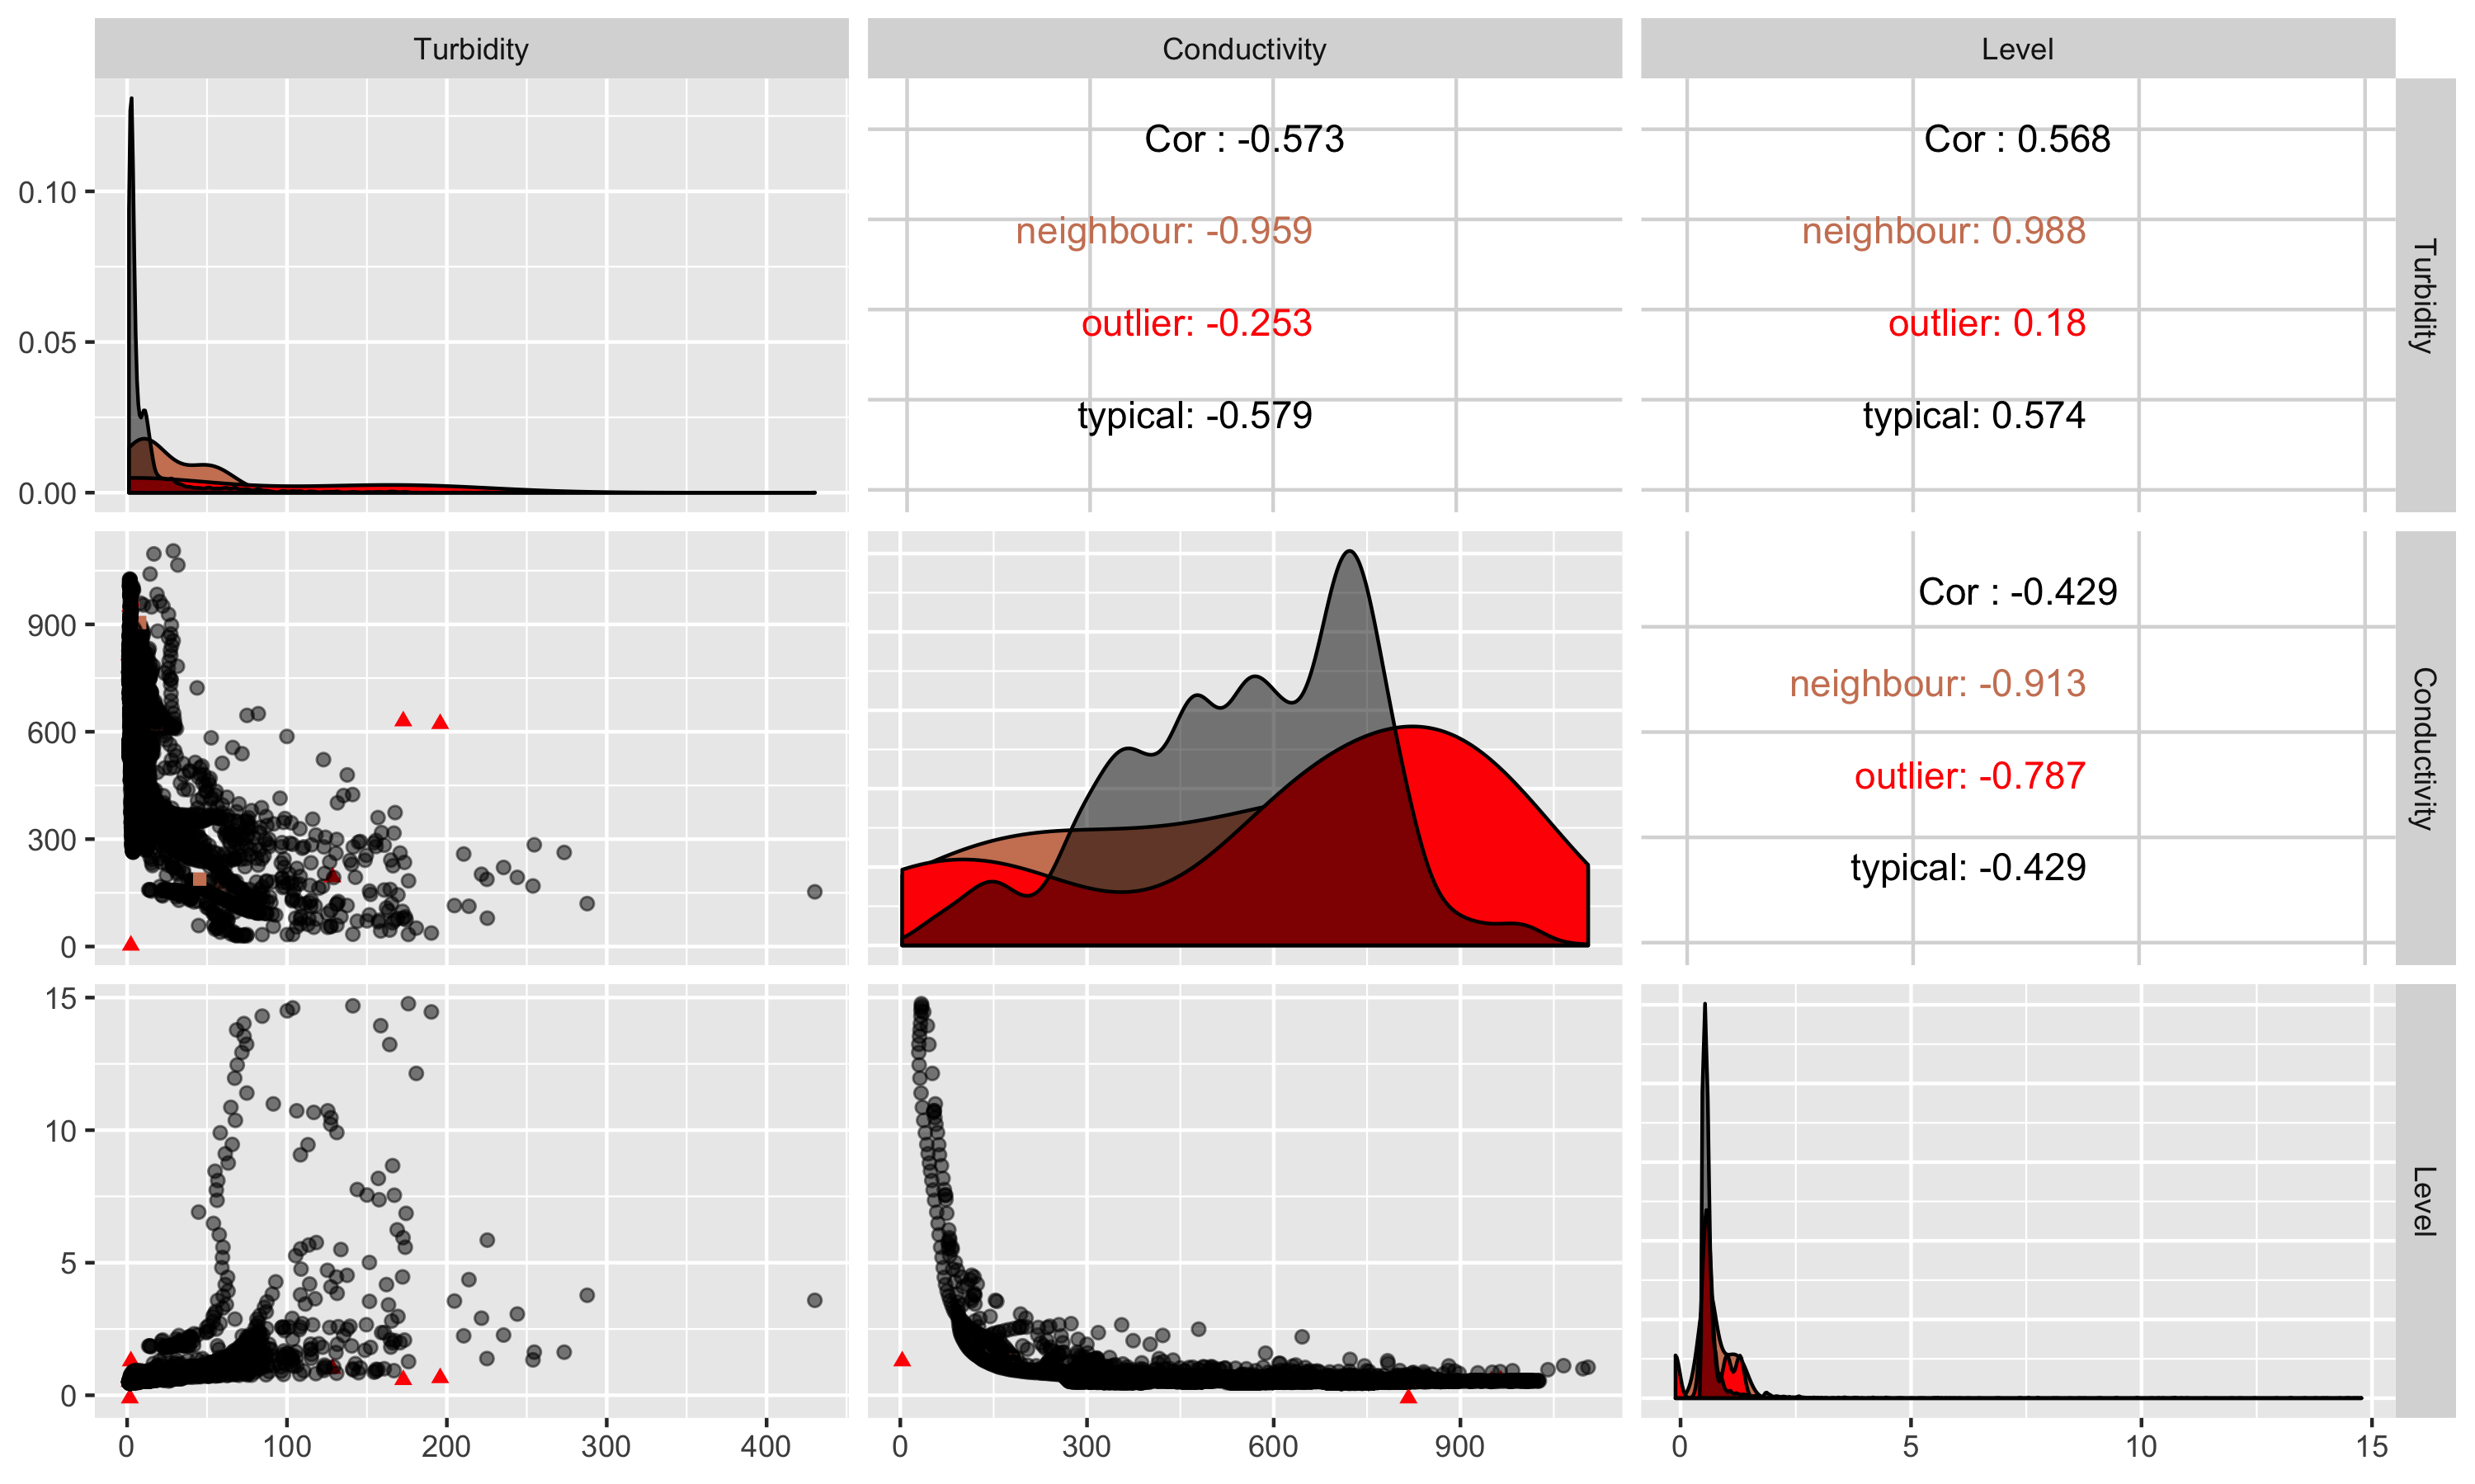 Turbidity
Conductivity
Level
0.10
0.05
0.00
Cor : -0.573
neighbour: -0.959
outlier: -0.253
typical: -0.579
Cor : 0.568
neighbour: 0.988
outlier: 0.18
typical: 0.574
Turbidity
900
600
300
0
Cor : -0.429
neighbour: -0.913
outlier: -0.787
typical: -0.429
Conductivity
15
10
5
0
Level
0 100 200 300 400
0 300 600 900
0 5 10 15